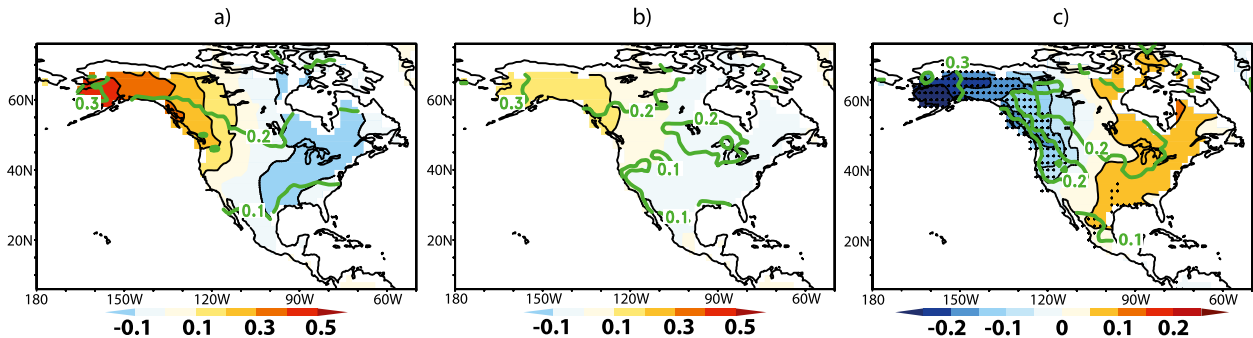 a) b) c)
60N 40N 20N
0.3 0.2 0.1
180 150W 120W 90W 60W
-0.1 0.1 0.3 0.5
60N 40N 20N
0.3 0.2 0.1 0.1
180 150W 120W 90W 60W
-0.1 0.1 0.3 0.5
60N 40N 20N
0.3 0.2 0.2 0.1
180 150W 120W 90W 60W
-0.2 -0.1 0 0.1 0.2